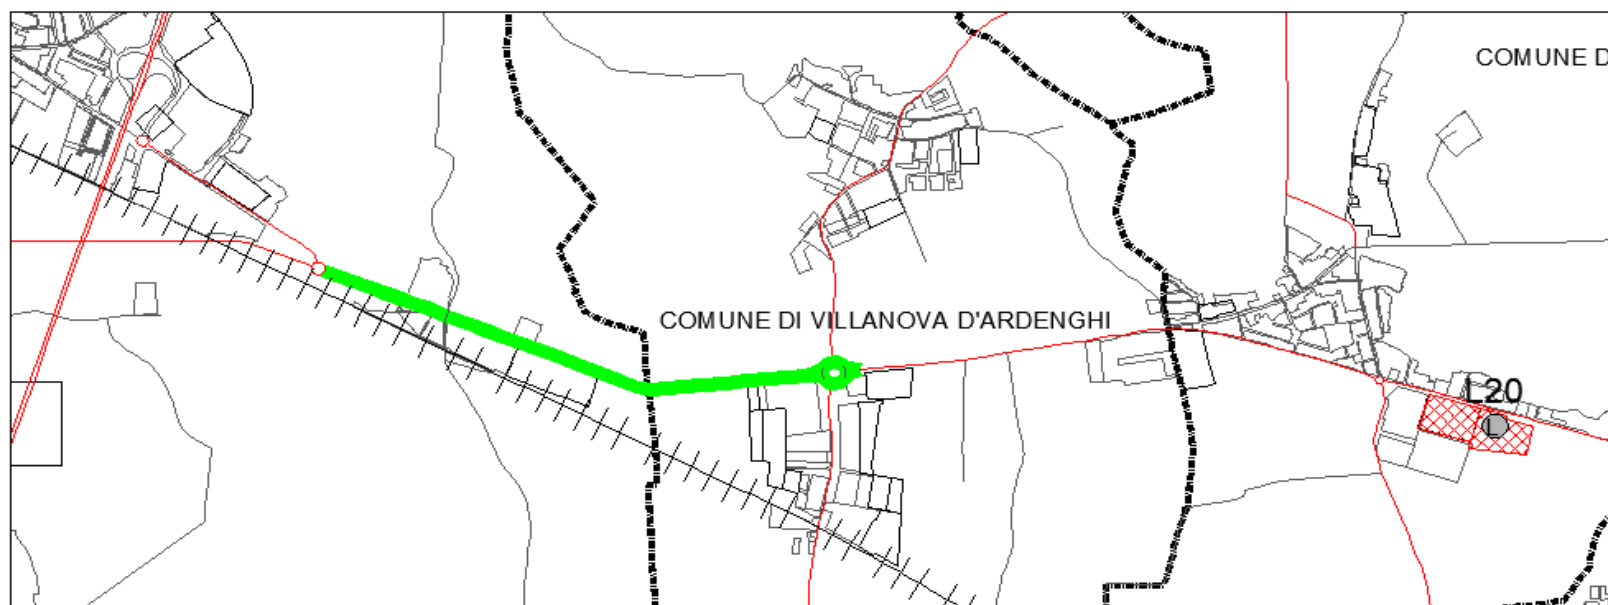 COMUNE D
COMUNE DI VILLANOVA D'ARDENGHI
L20
L